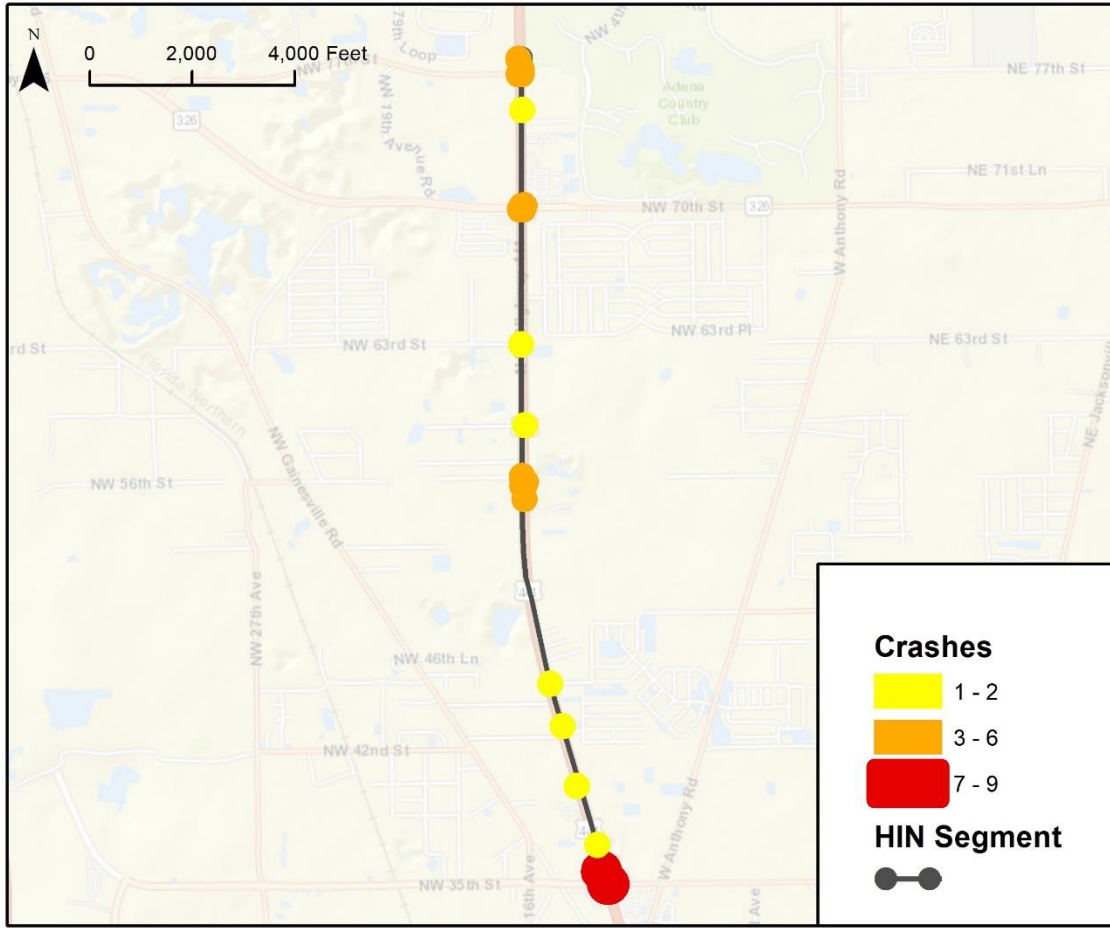 N
0 2,000 4,000 Feet
79th
Loop
NW 4th
NE 77th St
NW 19th Avenue Rd
326
Adena
Country
Club
NE 71st Ln
NW 70th St
326
W Anthony Rd
NW 63rd Pl
rd St
NW 63rd St
NE 63rd St
Florida Northern
NE Jacksonvill
NW 56th St
NW Gainesville Rd
NW 27th Ave
NW 46th Ln
NW 42nd St
W Anthony Rd
NW 35th St
16th Ave
t Ave
Crashes
1 - 2
3 - 6
7 - 9
HIN Segment